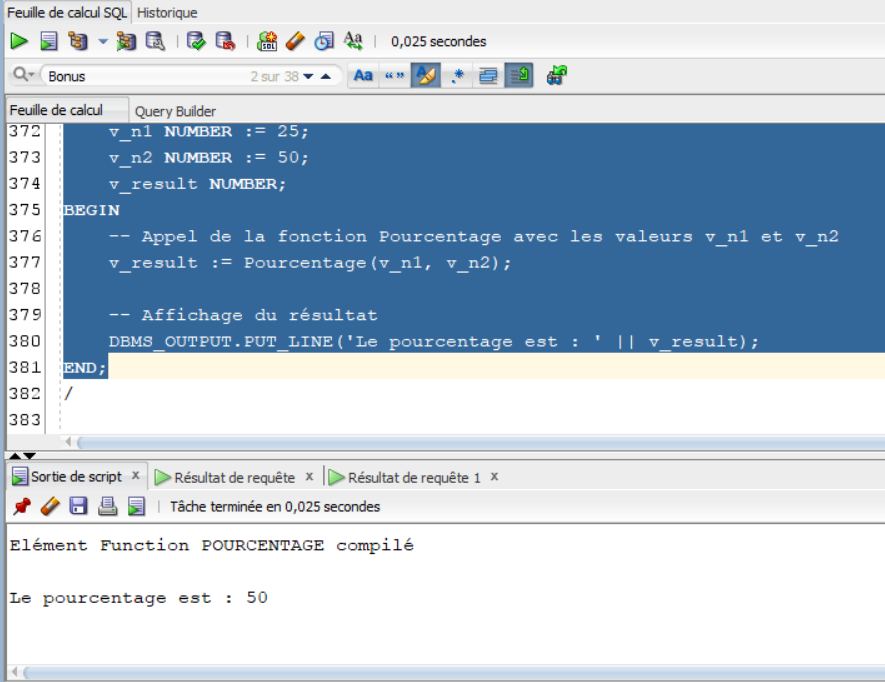 Feuille de calcul SQL Historique
SQL 0,025 secondes
Bonus 2 sur 38 Aa “ ” .*
Feuille de calcul Query Builder
372 v_n1 NUMBER := 25;
373 v_n2 NUMBER := 50;
374 v_result NUMBER;
375 BEGIN
376 -- Appel de la fonction Pourcentage avec les valeurs v_n1 et v_n2
377 v_result := Pourcentage(v_n1, v_n2);
378
379 -- Affichage du résultat
380 DBMS_OUTPUT.PUT_LINE('Le pourcentage est : ' || v_result);
381 END;
382 /
383
Sortie de script x Résultat de requête x Résultat de requête 1 x
Tâche terminée en 0,025 secondes
Elément Function POURCENTAGE compilé
Le pourcentage est : 50